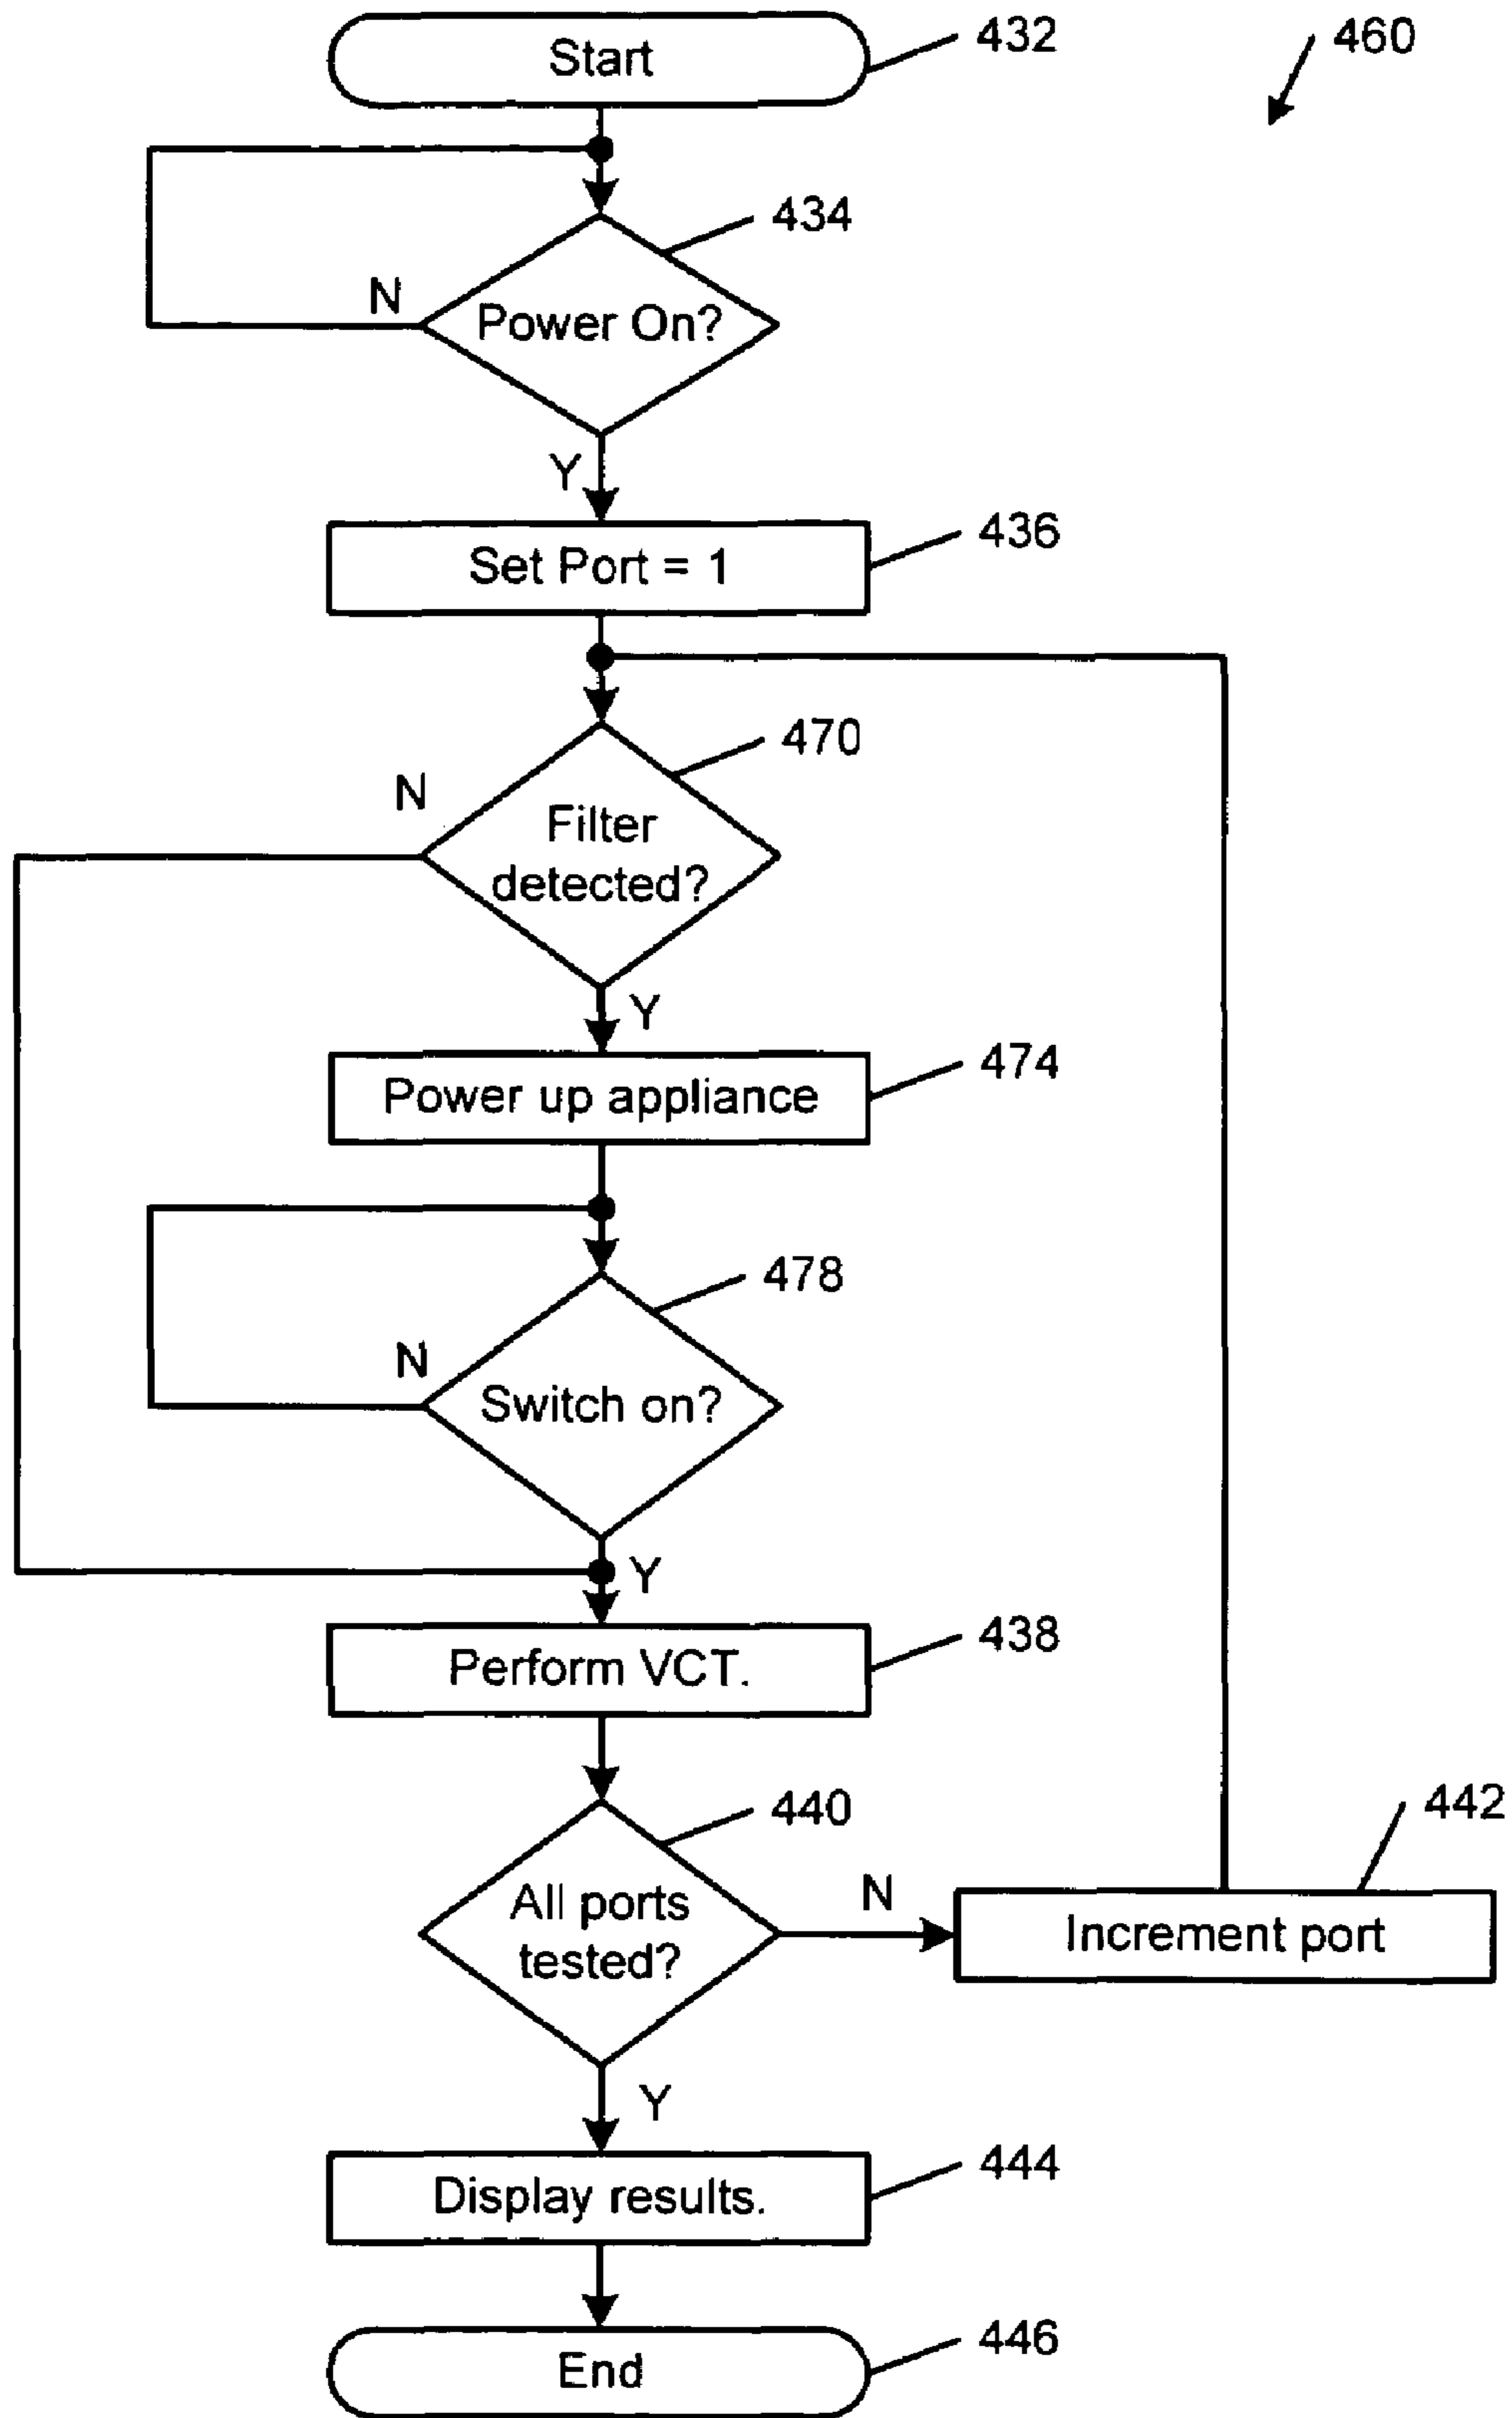 Start
432
460
434
N
Power On?
Y
436
Set Port = 1
470
N
Filter
detected?
Y
474
Power up appliance
478
N
Switch on?
Y
438
Perform VCT.
440
442
All ports
tested?
N
Increment port
Y
444
Display results.
446
End